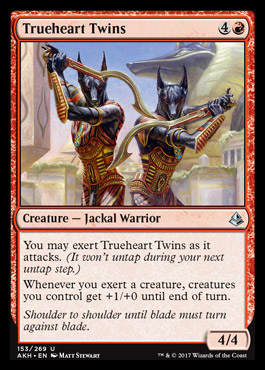 Trueheart Twins 4
Creature — Jackal Warrior
You may exert Trueheart Twins as it
attacks. (It won't untap during your next
untap step.)
Whenever you exert a creature, creatures
you control get +1/+0 until end of turn.
Shoulder to shoulder until blade must turn
against blade.
4/4
153/269 U
AKH • EN Matt Stewart
™ & © 2017 Wizards of the Coast